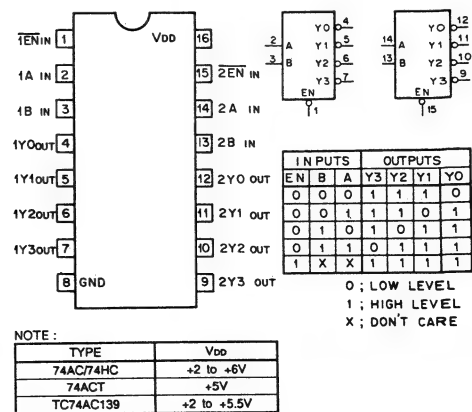 1EN IN 1
VDD 16
1A IN 2
15 2EN IN
1B IN 3
14 2A IN
1Y0OUT 4
13 2B IN
1Y1OUT 5
12 2Y0 OUT
1Y2OUT 6
11 2Y1 OUT
1Y3OUT 7
10 2Y2 OUT
8 GND
9 2Y3 OUT
Y0 4
2 A
Y1 5
3 B
Y2 6
Y3 7
EN
1
Y0 12
14 A
Y1 11
13 B
Y2 10
Y3 9
EN
15
INPUTS OUTPUTS
EN B A Y3 Y2 Y1 Y0
0 0 0 1 1 1 0
0 0 1 1 1 0 1
0 1 0 1 0 1 1
0 1 1 0 1 1 1
1 X X 1 1 1 1
0 ; LOW LEVEL
1 ; HIGH LEVEL
X ; DON'T CARE
NOTE :
TYPE VDD
74AC/74HC +2 to +6V
74ACT +5V
TC74AC139 +2 to +5.5V